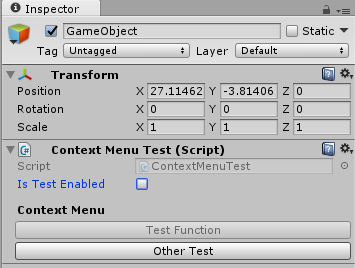 Inspector
GameObject Static
Tag Untagged Layer Default
Transform
Position X 27.11462 Y -3.81406 Z 0
Rotation X 0 Y 0 Z 0
Scale X 1 Y 1 Z 1
Context Menu Test (Script)
Script ContextMenuTest
Is Test Enabled
Context Menu
Test Function
Other Test